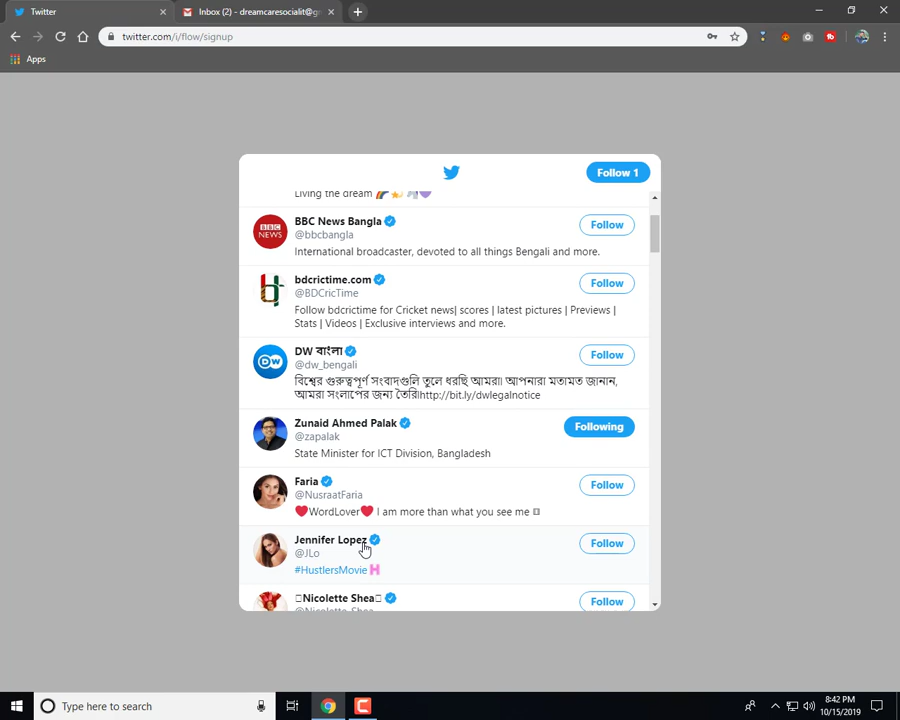 Twitter
Inbox (2) - dreamcaresocialit@g
twitter.com/i/flow/signup
Apps
Follow 1
Living the dream 🌈💫🦄💜
BBC News Bangla
@bbcbangla
Follow
International broadcaster, devoted to all things Bengali and more.
BBC
NEWS
bdcrictime.com
@BDCricTime
Follow
Follow bdcrictime for Cricket news| scores | latest pictures | Previews |
Stats | Videos | Exclusive interviews and more.
DW বাংলা
@dw_bengali
Follow
বিশ্বের গুরুত্বপূর্ণ সংবাদগুলি তুলে ধরছি আমরা৷ আপনারা মতামত জানান,
আমরা সংলাপের জন্য তৈরি৷http://bit.ly/dwlegalnotice
DW
Zunaid Ahmed Palak
@zapalak
Following
State Minister for ICT Division, Bangladesh
Faria
@NusraatFaria
Follow
❤️WordLover❤️ I am more than what you see me
Jennifer Lopez
@JLo
Follow
#HustlersMovie
Nicolette Shea
@Nicolette_Shea
Follow
Type here to search
8:42 PM
10/15/2019